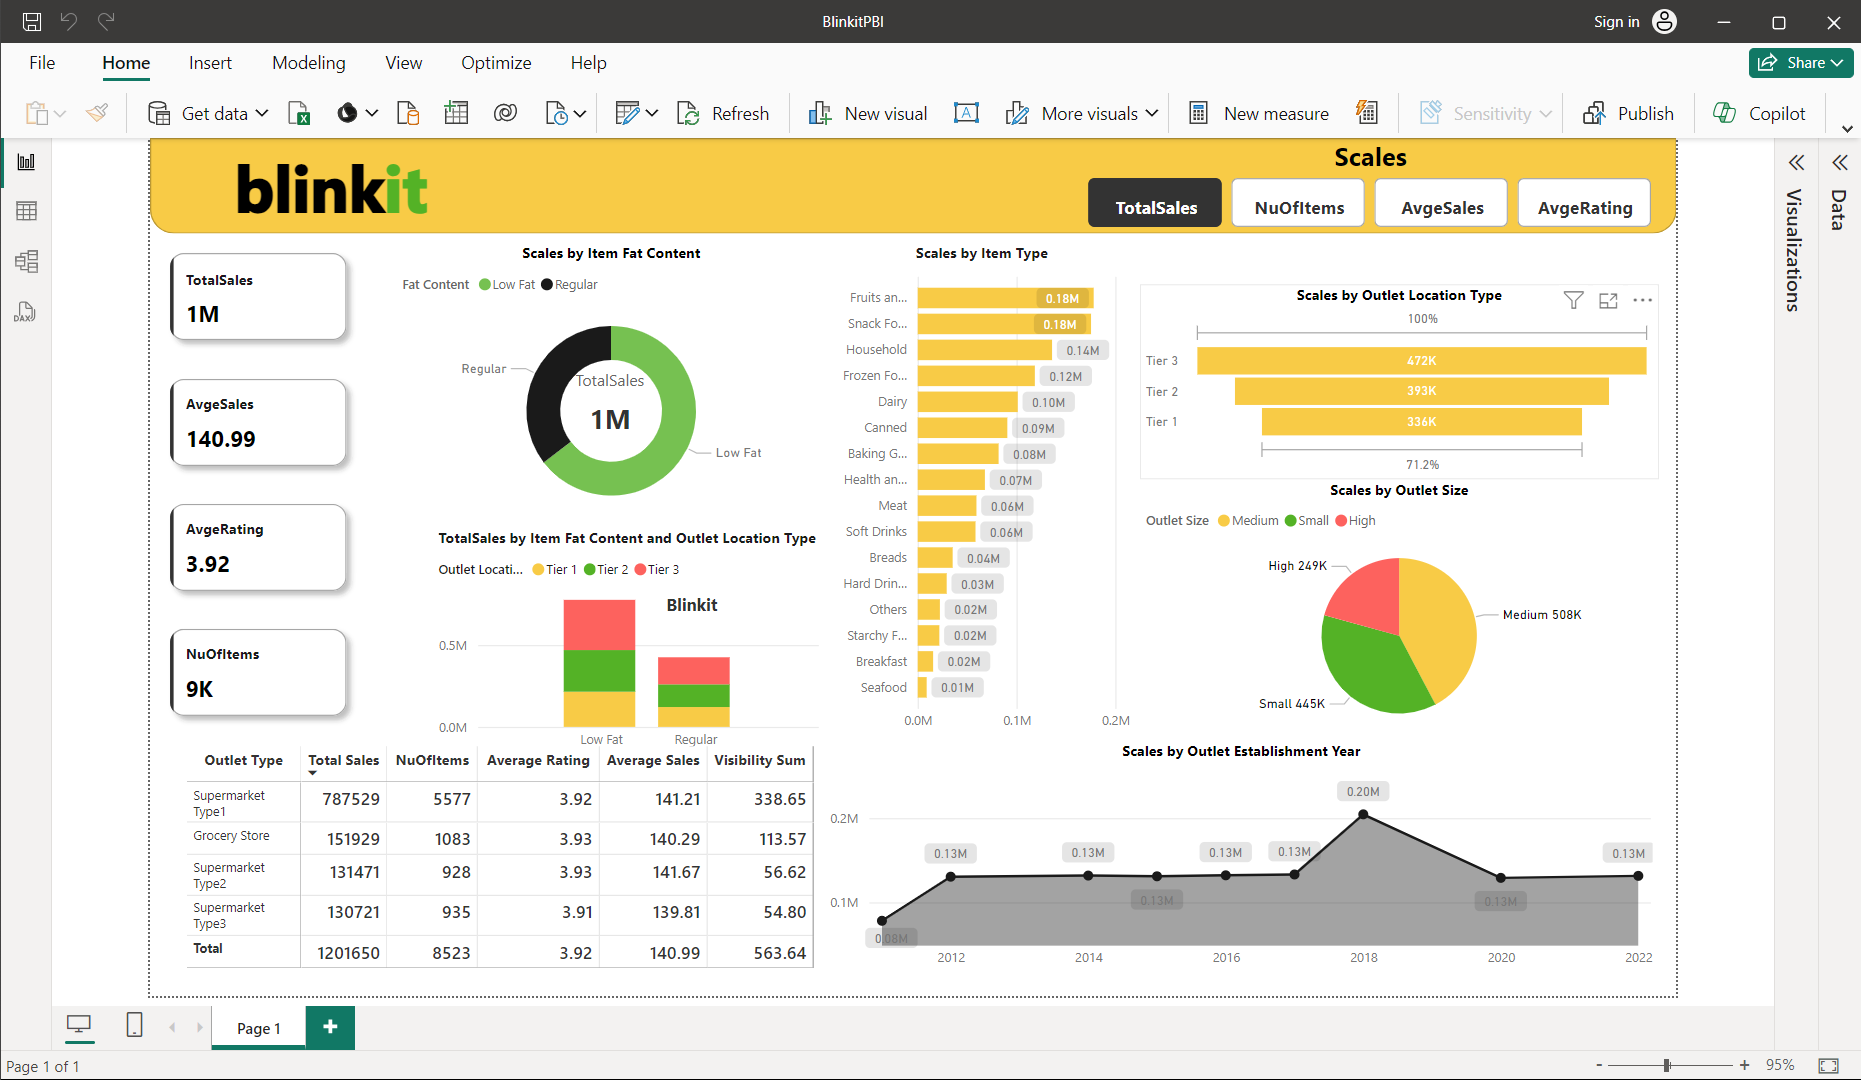 BlinkitPBI
Sign in
File Home Insert Modeling View Optimize Help
Share
Get data
Refresh
New visual
A
More visuals
New measure
Sensitivity
Publish
Copilot
X
DAX
blinkit
Scales
TotalSales NuOfItems AvgeSales AvgeRating
TotalSales
1M
AvgeSales
140.99
AvgeRating
3.92
NuOfItems
9K
Scales by Item Fat Content
Fat Content Low Fat Regular
Regular
TotalSales
1M
Low Fat
TotalSales by Item Fat Content and Outlet Location Type
Outlet Locati... Tier 1 Tier 2 Tier 3
Blinkit
0.5M
0.0M
Low Fat Regular
Scales by Item Type
Fruits an... 0.18M
Snack Fo... 0.18M
Household 0.14M
Frozen Fo... 0.12M
Dairy 0.10M
Canned 0.09M
Baking G... 0.08M
Health an... 0.07M
Meat 0.06M
Soft Drinks 0.06M
Breads 0.04M
Hard Drin... 0.03M
Others 0.02M
Starchy F... 0.02M
Breakfast 0.02M
Seafood 0.01M
0.0M 0.1M 0.2M
Scales by Outlet Location Type
100%
Tier 3 472K
Tier 2 393K
Tier 1 336K
71.2%
Scales by Outlet Size
Outlet Size Medium Small High
High 249K
Medium 508K
Small 445K
Outlet Type Total Sales NuOfItems Average Rating Average Sales Visibility Sum
Supermarket
Type1 787529 5577 3.92 141.21 338.65
Grocery Store 151929 1083 3.93 140.29 113.57
Supermarket
Type2 131471 928 3.93 141.67 56.62
Supermarket
Type3 130721 935 3.91 139.81 54.80
Total 1201650 8523 3.92 140.99 563.64
Scales by Outlet Establishment Year
0.20M
0.2M
0.13M 0.13M 0.13M 0.13M 0.13M
0.1M
0.13M 0.13M
0.08M
2012 2014 2016 2018 2020 2022
Visualizations
Data
Page 1
+
Page 1 of 1
- + 95%